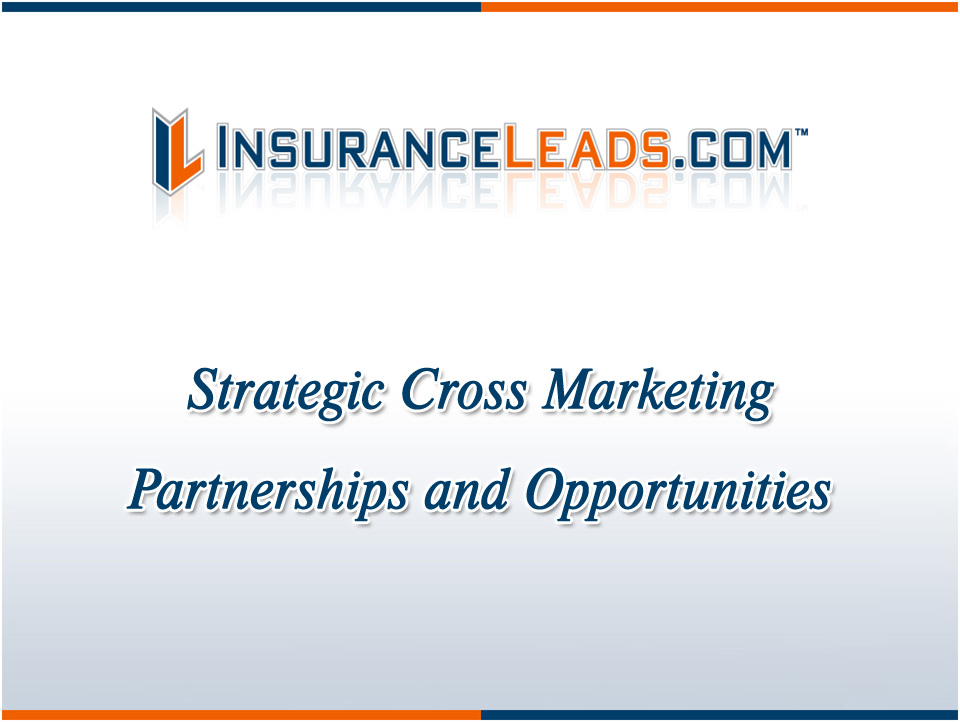 INSURANCELEADS.COM™
Strategic Cross Marketing
Partnerships and Opportunities